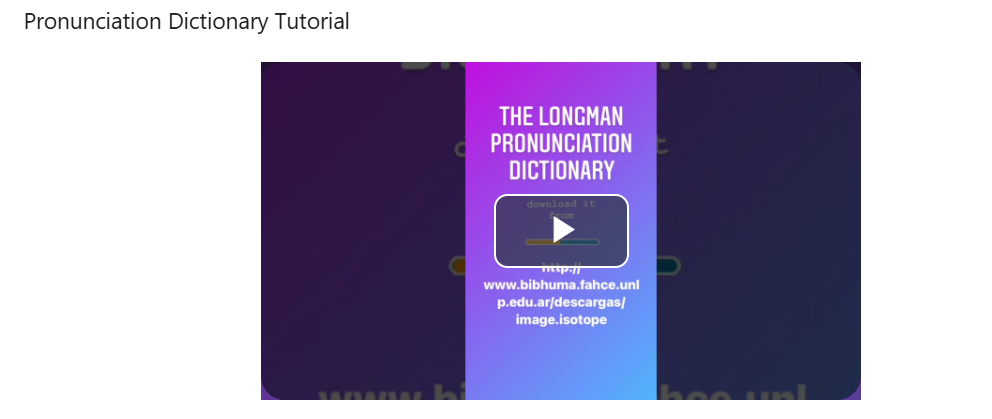 Pronunciation Dictionary Tutorial
THE LONGMAN
PRONUNCIATION
DICTIONARY
download it
from
http://
www.bibhuma.fahce.unl
p.edu.ar/descargas/
image.isotope